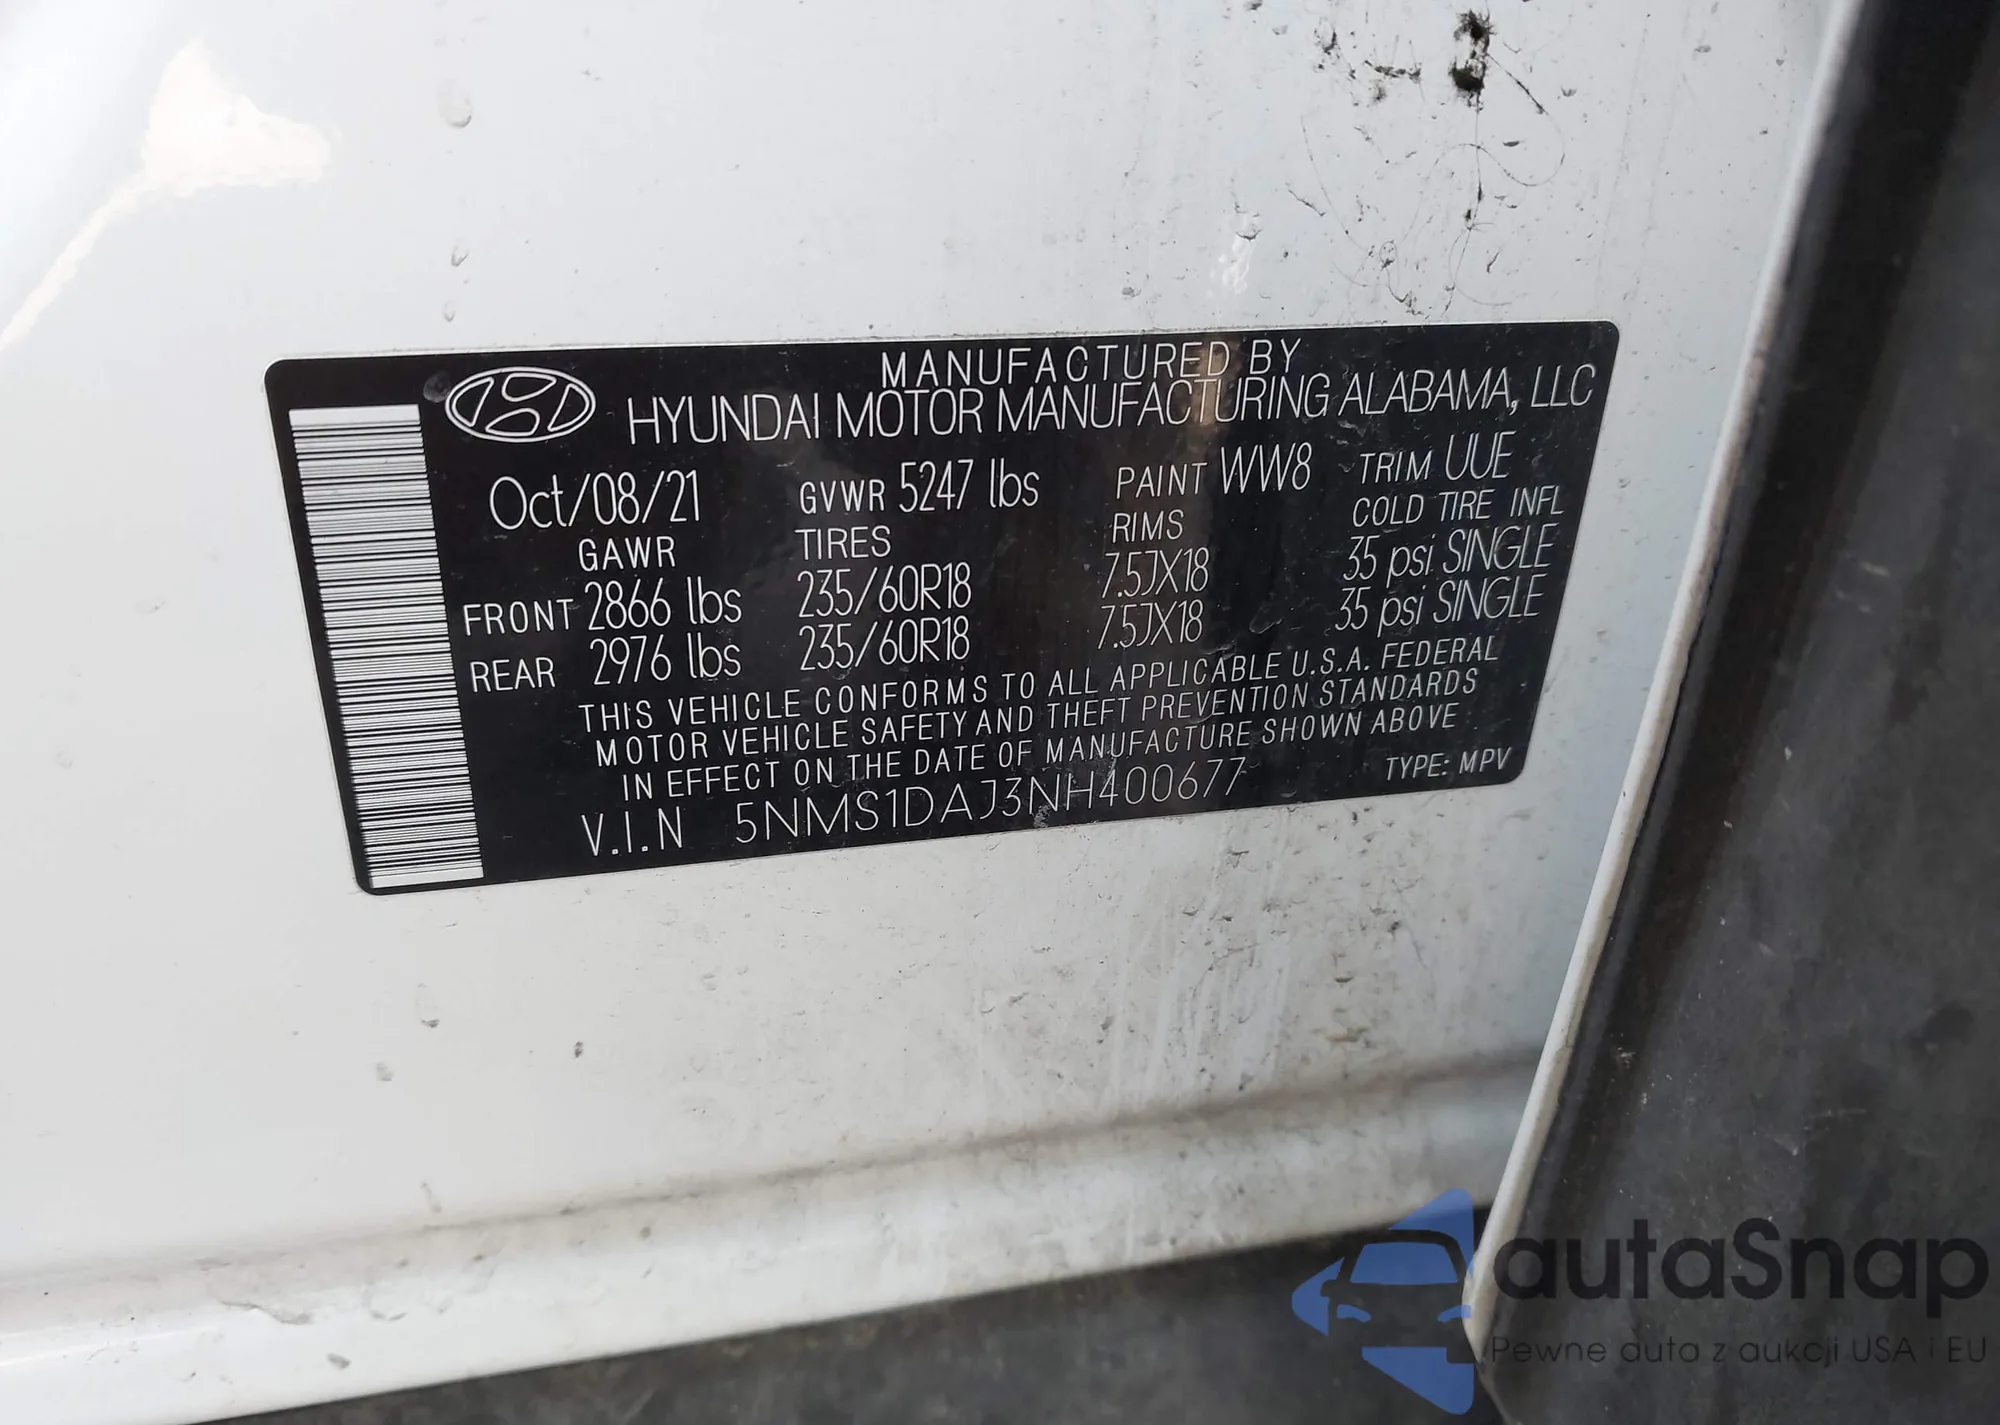 MANUFACTURED BY
HYUNDAI MOTOR MANUFACTURING ALABAMA, LLC
Oct/08/21 GVWR 5247 lbs PAINT WW8 TRIM UUE
GAWR TIRES RIMS COLD TIRE INFL
FRONT 2866 lbs 235/60R18 7.5JX18 35 psi SINGLE
REAR 2976 lbs 235/60R18 7.5JX18 35 psi SINGLE
THIS VEHICLE CONFORMS TO ALL APPLICABLE U.S.A. FEDERAL
MOTOR VEHICLE SAFETY AND THEFT PREVENTION STANDARDS
IN EFFECT ON THE DATE OF MANUFACTURE SHOWN ABOVE
V.I.N 5NMS1DAJ3NH400677 TYPE: MPV
autaSnap
Pewne auta z aukcji USA i EU